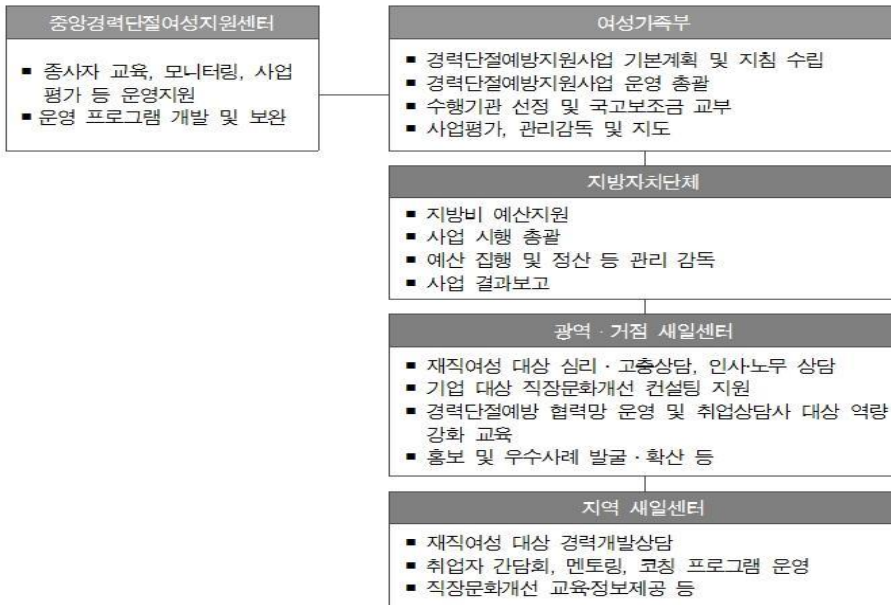 중앙경력단절여성지원센터
■ 종사자 교육, 모니터링, 사업
평가 등 운영지원
■ 운영 프로그램 개발 및 보완
여성가족부
■ 경력단절예방지원사업 기본계획 및 지침 수립
■ 경력단절예방지원사업 운영 총괄
■ 수행기관 선정 및 국고보조금 교부
■ 사업평가, 관리감독 및 지도
지방자치단체
■ 지방비 예산지원
■ 사업 시행 총괄
■ 예산 집행 및 정산 등 관리 감독
■ 사업 결과보고
광역·거점 새일센터
■ 재직여성 대상 심리·고충상담, 인사·노무 상담
■ 기업 대상 직장문화개선 컨설팅 지원
■ 경력단절예방 협력망 운영 및 취업상담사 대상 역량
강화 교육
■ 홍보 및 우수사례 발굴·확산 등
지역 새일센터
■ 재직여성 대상 경력개발상담
■ 취업자 간담회, 멘토링, 코칭 프로그램 운영
■ 직장문화개선 교육·정보제공 등